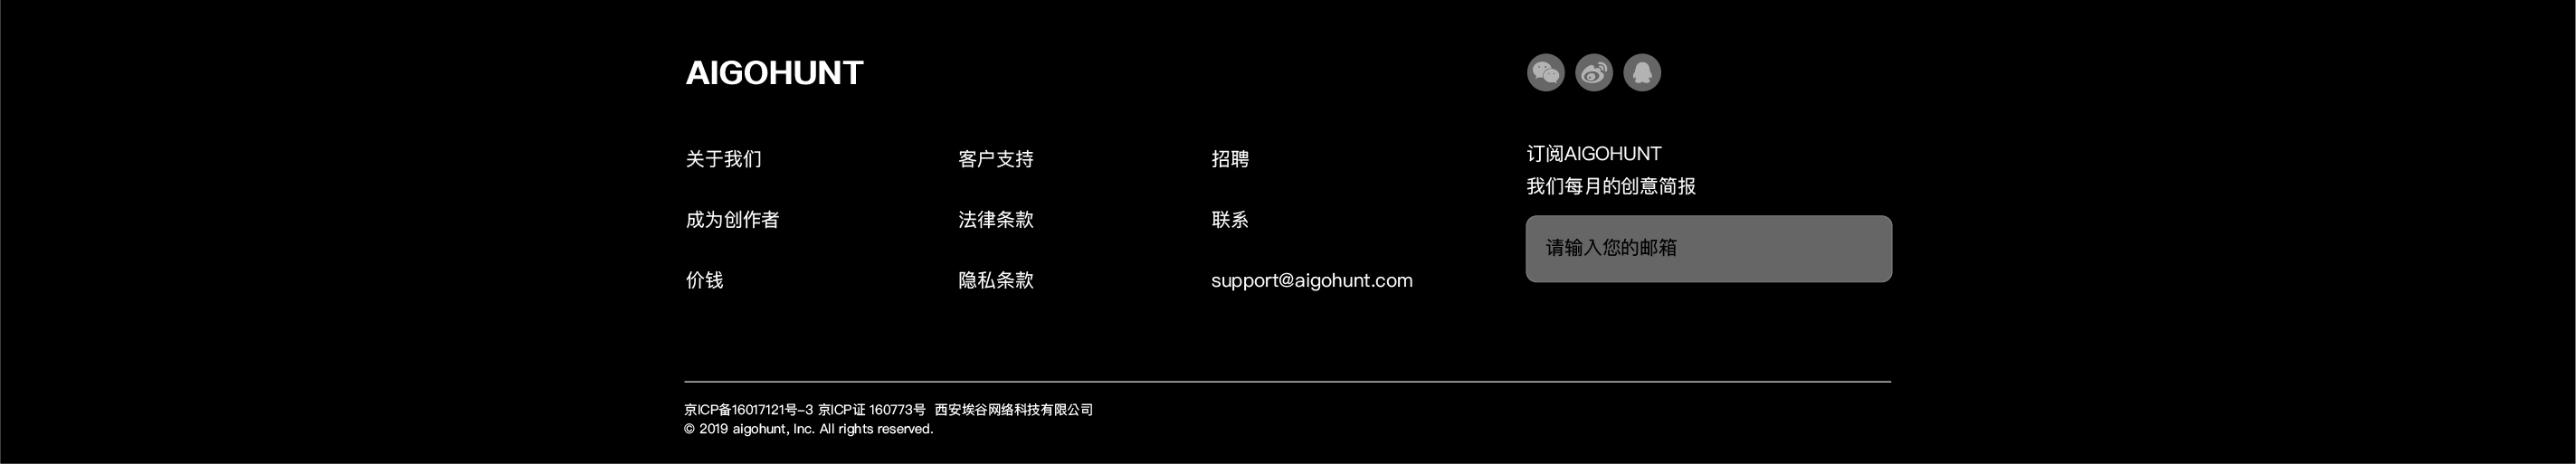 AIGOHUNT
关于我们
客户支持
招聘
订阅AIGOHUNT
我们每月的创意简报
成为创作者
法律条款
联系
请输入您的邮箱
价钱
隐私条款
support@aigohunt.com
京ICP备16017121号-3 京ICP证 160773号 西安埃谷网络科技有限公司
© 2019 aigohunt, Inc. All rights reserved.